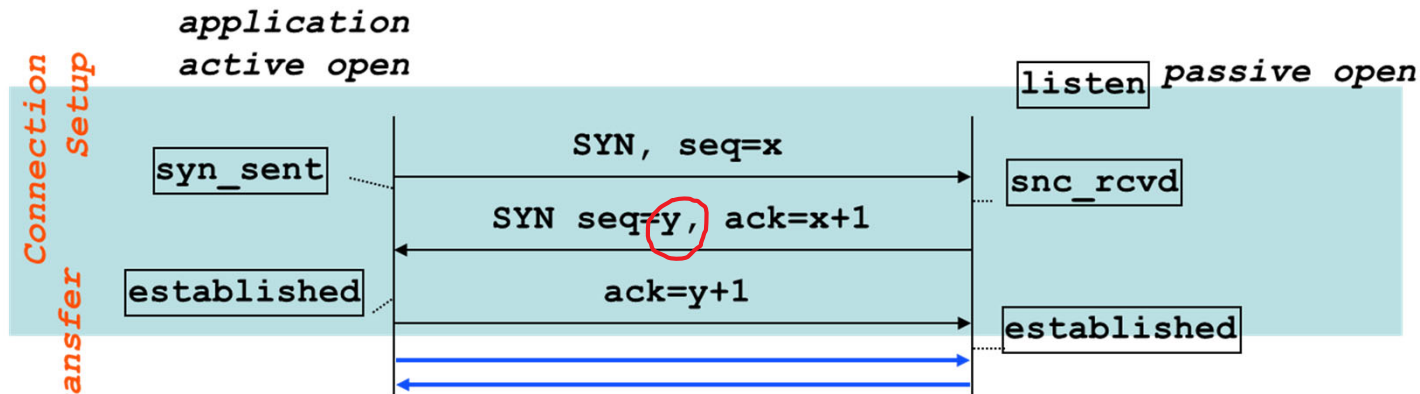 application
active open
listen
passive open
Connection
Setup
SYN, seq=x
syn_sent
snc_rcvd
SYN seq=y, ack=x+1
established
ack=y+1
established
ansfer